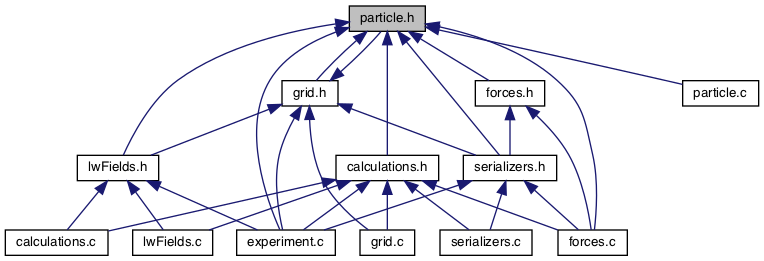 particle.h
grid.h
forces.h
particle.c
lwFields.h
calculations.h
serializers.h
calculations.c
lwFields.c
experiment.c
grid.c
serializers.c
forces.c